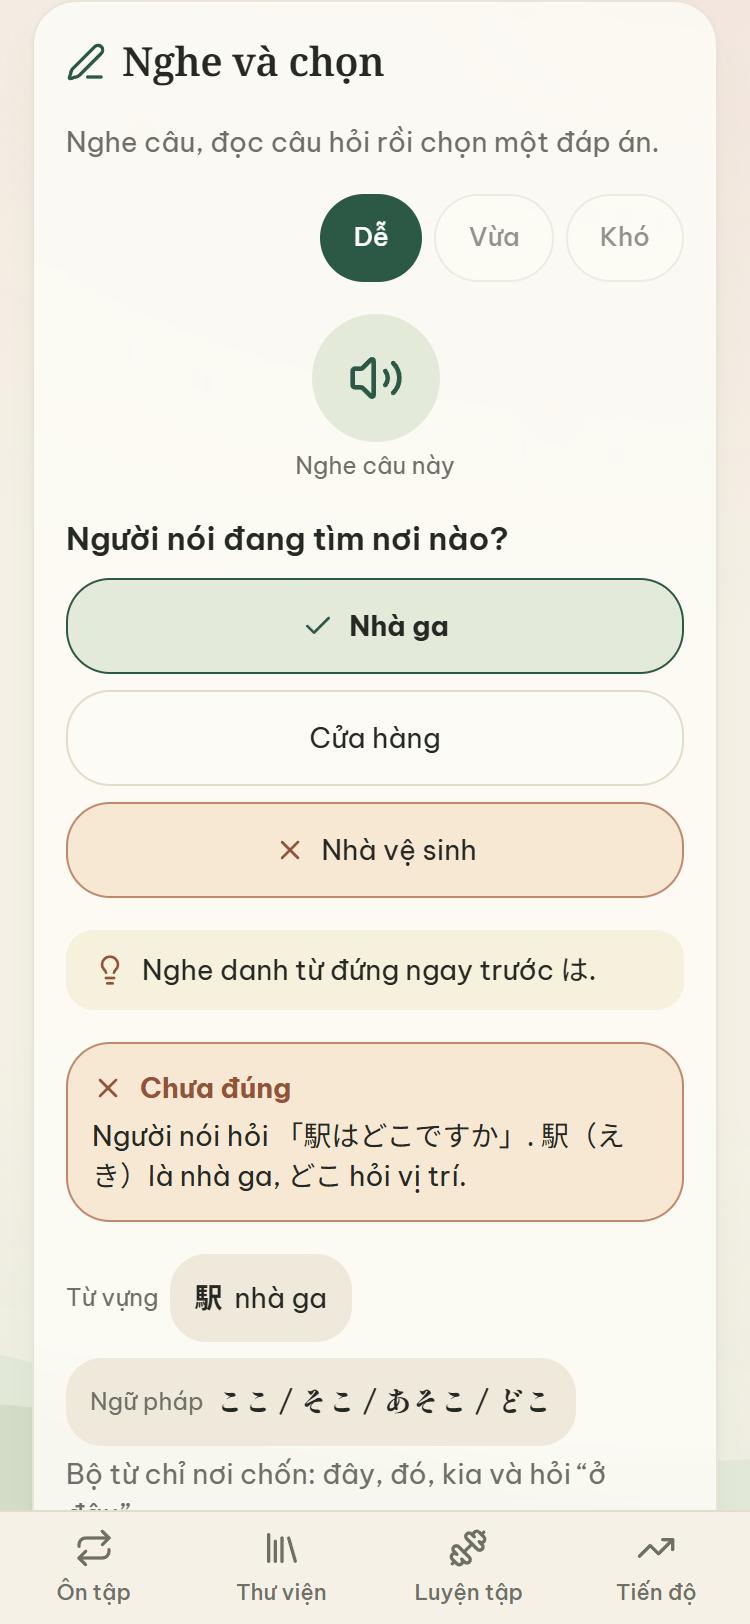 Nghe và chọn
Nghe câu, đọc câu hỏi rồi chọn một đáp án.
Dễ Vừa Khó
Nghe câu này
Người nói đang tìm nơi nào?
Nhà ga
Cửa hàng
Nhà vệ sinh
Nghe danh từ đứng ngay trước は.
Chưa đúng
Người nói hỏi 「駅はどこですか」. 駅（え
き）là nhà ga, どこ hỏi vị trí.
Từ vựng 駅 nhà ga
Ngữ pháp ここ / そこ / あそこ / どこ
Bộ từ chỉ nơi chốn: đây, đó, kia và hỏi “ở
Ôn tập Thư viện Luyện tập Tiến độ